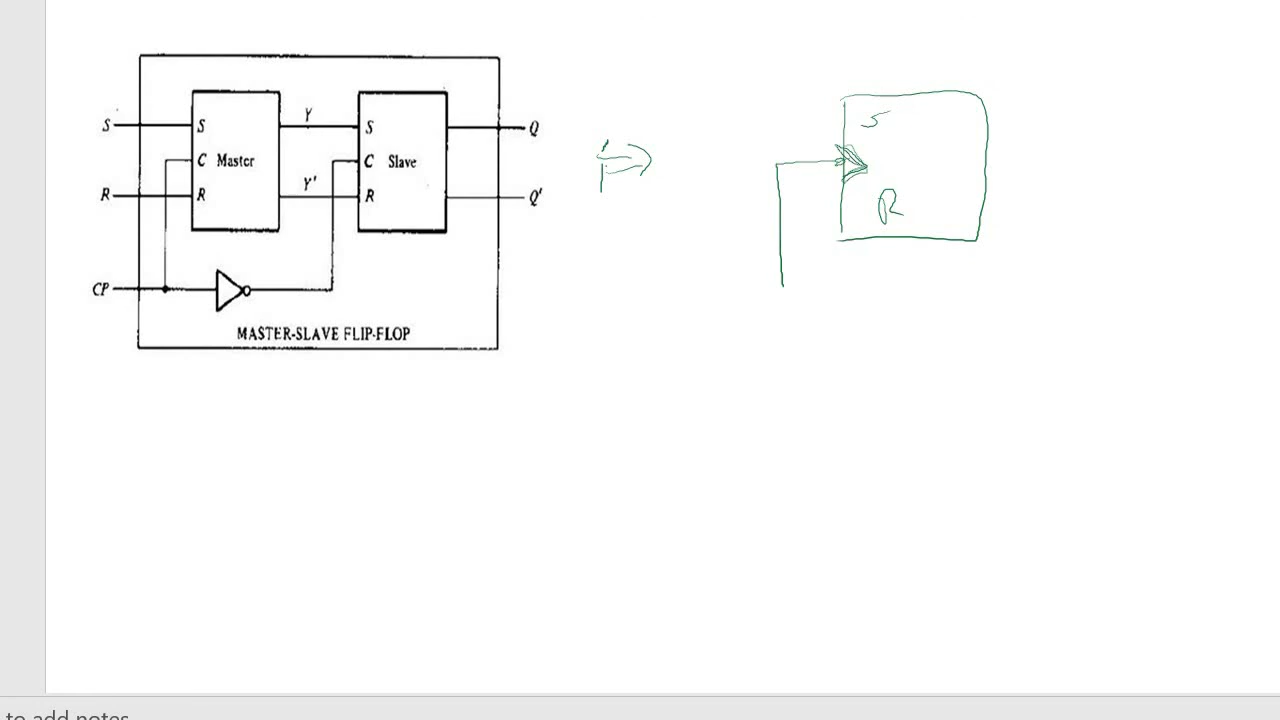 S
S
Y
S
Q
C Master
C Slave
R
R
Y'
R
Q'
CP
MASTER-SLAVE FLIP-FLOP
S
R
to add notes